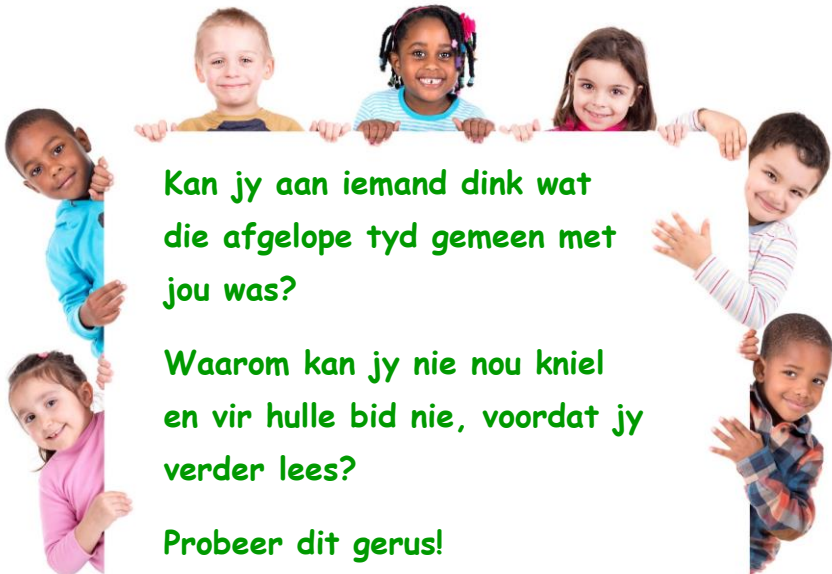 Kan jy aan iemand dink wat
die afgelope tyd gemeen met
jou was?
Waarom kan jy nie nou kniel
en vir hulle bid nie, voordat jy
verder lees?
Probeer dit gerus!